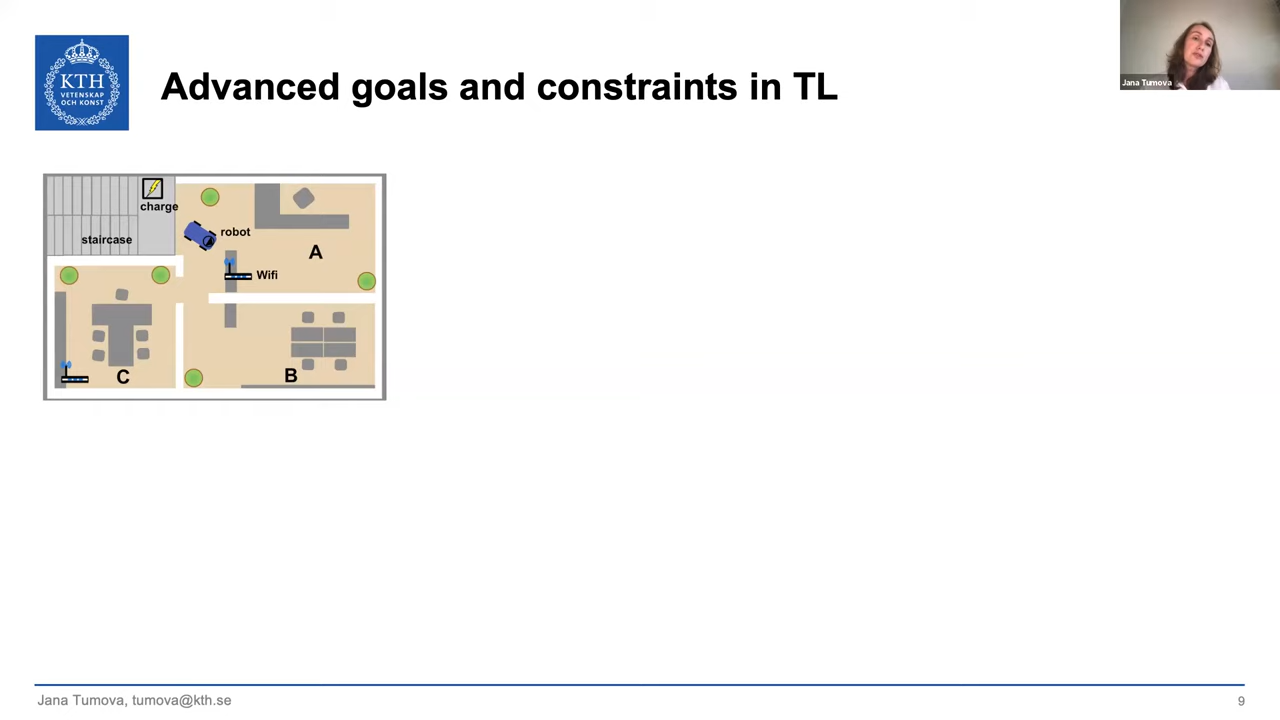 KTH
VETENSKAP
OCH KONST
Advanced goals and constraints in TL
Jana Tumova
charge
staircase
robot
A
Wifi
C
B
Jana Tumova, tumova@kth.se
9